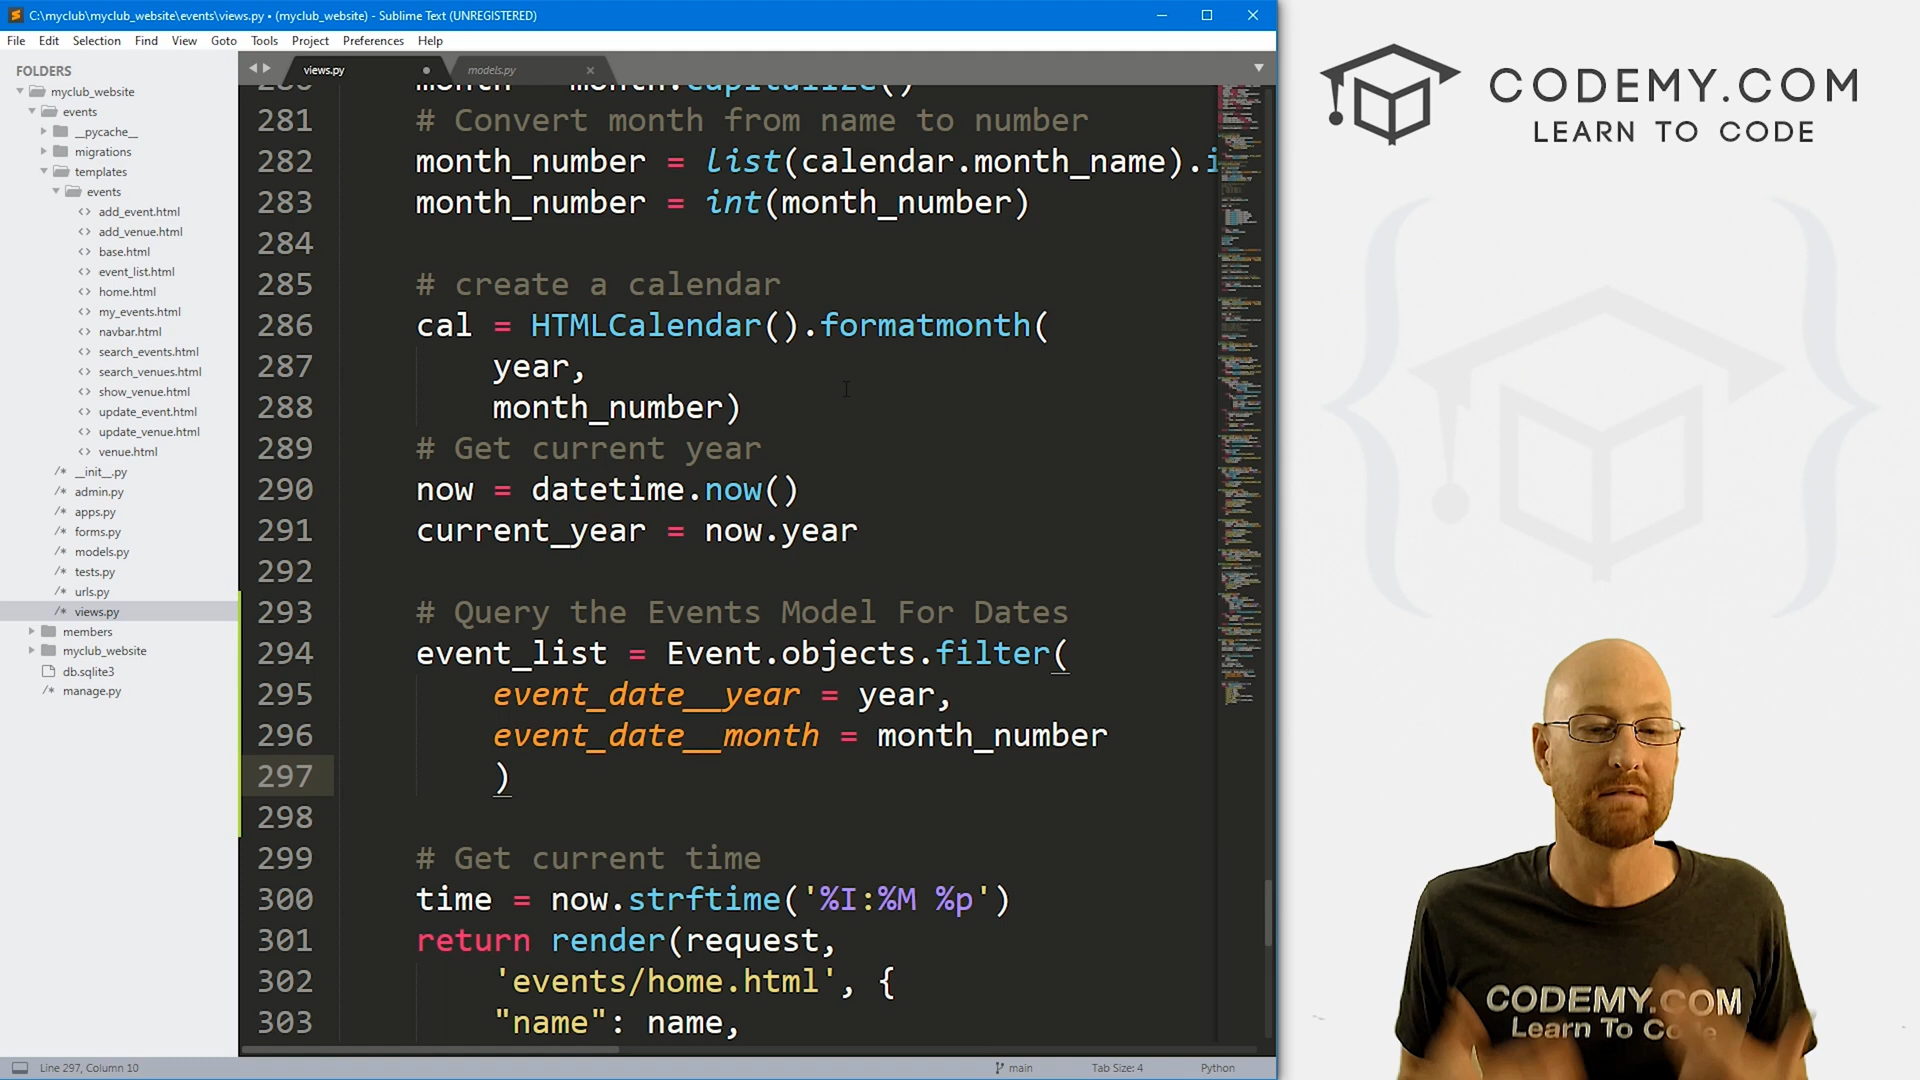 C:\myclub\myclub_website\events\views.py • (myclub_website) - Sublime Text (UNREGISTERED)
File Edit Selection Find View Goto Tools Project Preferences Help
FOLDERS
myclub_website
events
__pycache__
migrations
templates
events
add_event.html
add_venue.html
base.html
event_list.html
home.html
my_events.html
navbar.html
search_events.html
search_venues.html
show_venue.html
update_event.html
update_venue.html
venue.html
__init__.py
admin.py
apps.py
forms.py
models.py
tests.py
urls.py
views.py
members
myclub_website
db.sqlite3
manage.py
views.py models.py
280 month = month.capitalize()
281 # Convert month from name to number
282 month_number = list(calendar.month_name).i
283 month_number = int(month_number)
284
285 # create a calendar
286 cal = HTMLCalendar().formatmonth(
287 year,
288 month_number)
289 # Get current year
290 now = datetime.now()
291 current_year = now.year
292
293 # Query the Events Model For Dates
294 event_list = Event.objects.filter(
295 event_date__year = year,
296 event_date__month = month_number
297 )
298
299 # Get current time
300 time = now.strftime('%I:%M %p')
301 return render(request,
302 'events/home.html', {
303 "name": name,
Line 297, Column 10 main Tab Size: 4 Python
CODEMY.COM
LEARN TO CODE
CODEMY.COM
Learn To Code